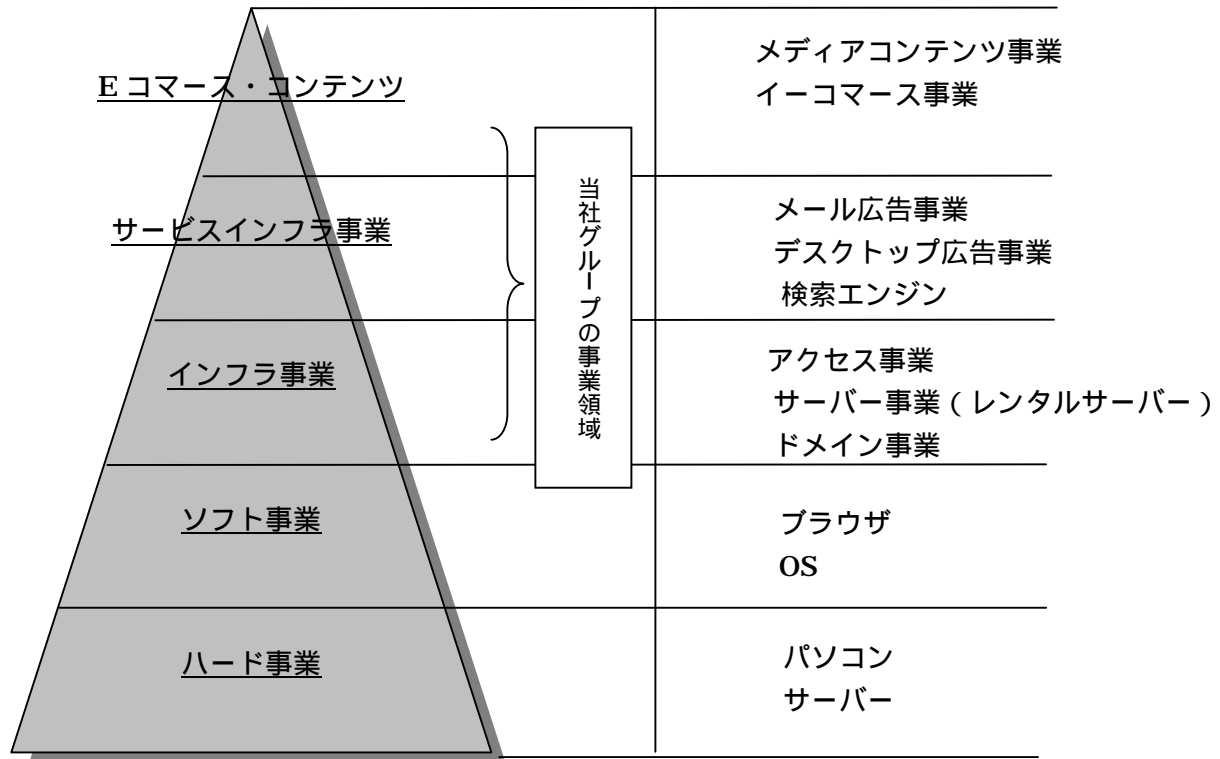 Eコマース・コンテンツ
メディアコンテンツ事業
イーコマース事業
当社グループの事業領域
サービスインフラ事業
メール広告事業
デスクトップ広告事業
検索エンジン
インフラ事業
アクセス事業
サーバー事業(レンタルサーバー)
ドメイン事業
ソフト事業
ブラウザ
OS
ハード事業
パソコン
サーバー